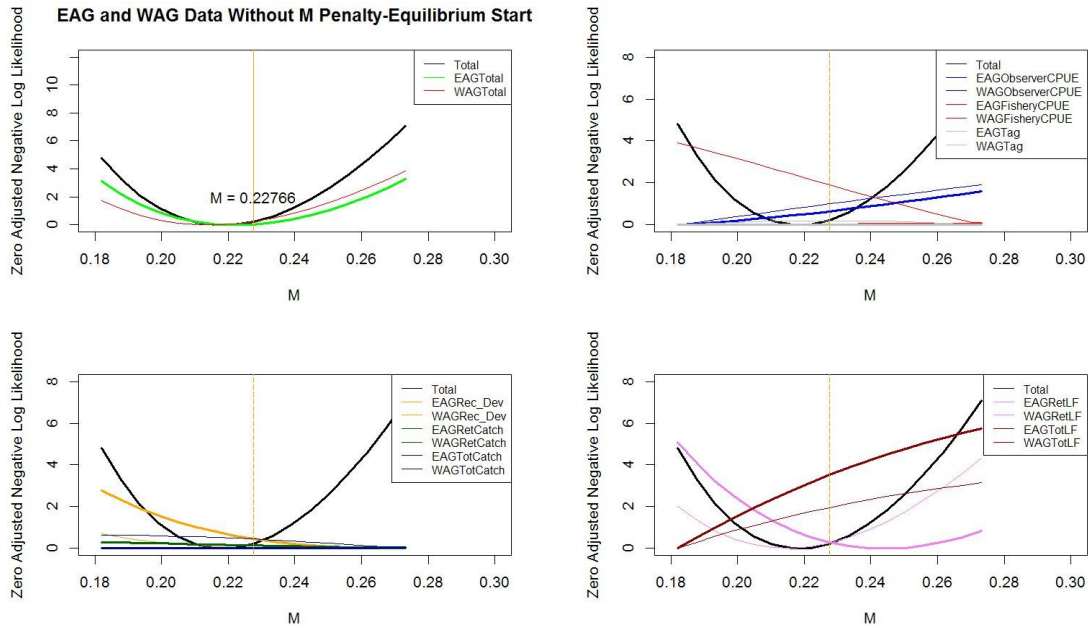 EAG and WAG Data Without M Penalty-Equilibrium Start
Zero Adjusted Negative Log Likelihood
10
8
6
4
2
0
Total
EAGTotal
WAGTotal
M = 0.22766
0.18 0.20 0.22 0.24 0.26 0.28 0.30
M
Zero Adjusted Negative Log Likelihood
8
6
4
2
0
Total
EAGObserverCPUE
WAGObserverCPUE
EAGFisheryCPUE
WAGFisheryCPUE
EAGTag
WAGTag
0.18 0.20 0.22 0.24 0.26 0.28 0.30
M
Zero Adjusted Negative Log Likelihood
8
6
4
2
0
Total
EAGRec_Dev
WAGRec_Dev
EAGRetCatch
WAGRetCatch
EAGTotCatch
WAGTotCatch
0.18 0.20 0.22 0.24 0.26 0.28 0.30
M
Zero Adjusted Negative Log Likelihood
8
6
4
2
0
Total
EAGRetLF
WAGRetLF
EAGTotLF
WAGTotLF
0.18 0.20 0.22 0.24 0.26 0.28 0.30
M